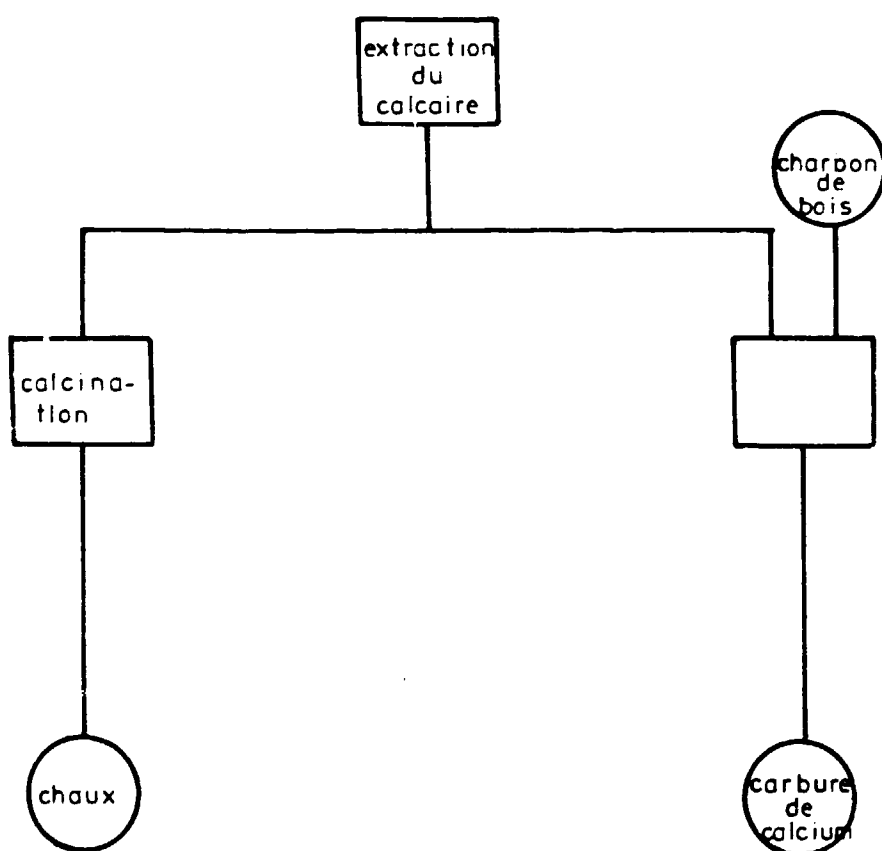 extraction
du
calcaire
charbon
de
bois
calcina-
tion
chaux
carbure
de
calcium